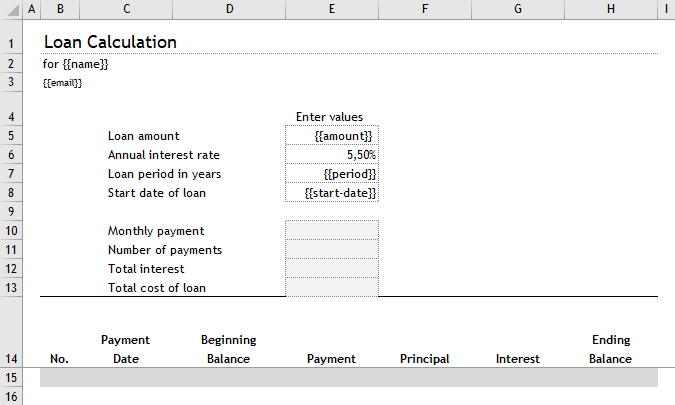 A B C D E F G H I
1 Loan Calculation
2 for {{name}}
3 {{email}}
4 Enter values
5 Loan amount {{amount}}
6 Annual interest rate 5,50%
7 Loan period in years {{period}}
8 Start date of loan {{start-date}}
9
10 Monthly payment
11 Number of payments
12 Total interest
13 Total cost of loan
Payment Beginning Ending
14 No. Date Balance Payment Principal Interest Balance
15
16